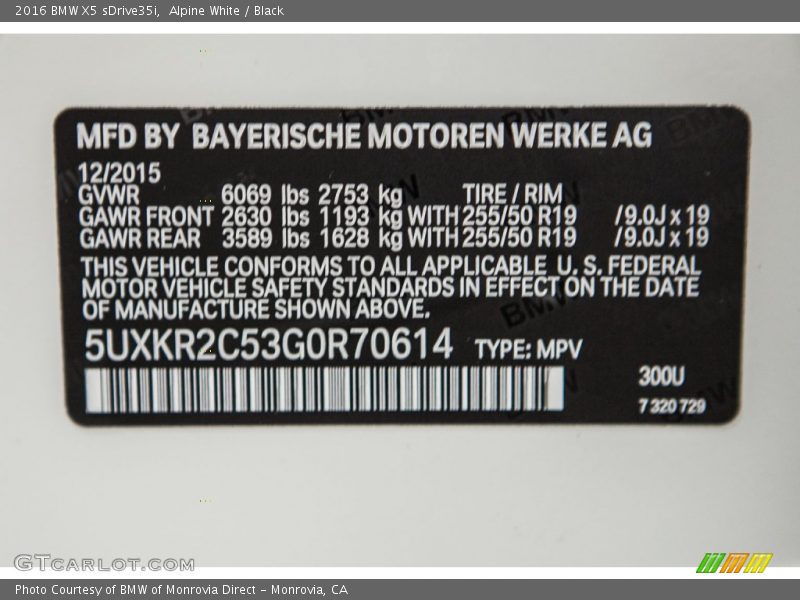 2016 BMW X5 sDrive35i,  Alpine White / Black
MFD BY BAYERISCHE MOTOREN WERKE AG
12/2015
GVWR 6069 lbs 2753 kg TIRE / RIM
GAWR FRONT 2630 lbs 1193 kg WITH 255/50 R19 /9.0J x 19
GAWR REAR 3589 lbs 1628 kg WITH 255/50 R19 /9.0J x 19
THIS VEHICLE CONFORMS TO ALL APPLICABLE U. S. FEDERAL
MOTOR VEHICLE SAFETY STANDARDS IN EFFECT ON THE DATE
OF MANUFACTURE SHOWN ABOVE.
5UXKR2C53G0R70614 TYPE: MPV
300U
7 320 729
GTCARLOT.COM
Photo Courtesy of BMW of Monrovia Direct – Monrovia, CA